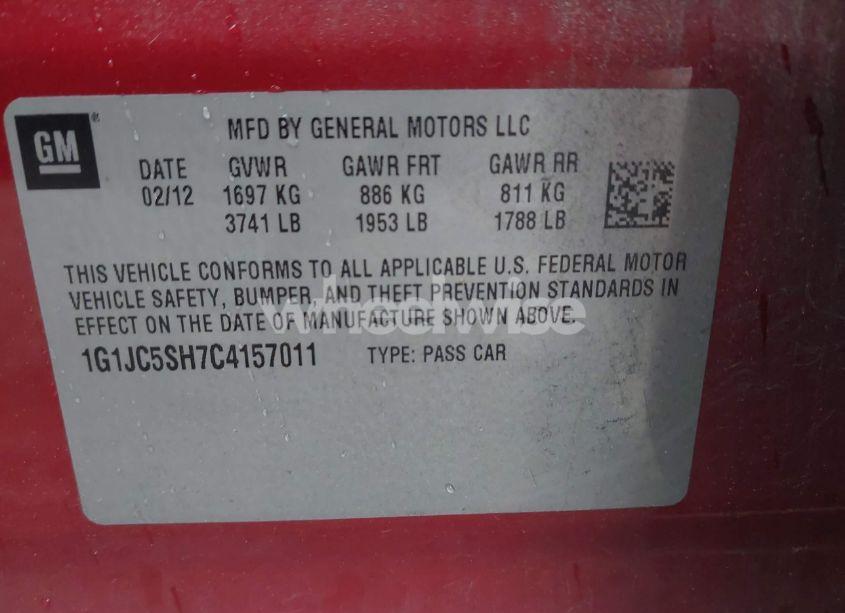 GM®
MFD BY GENERAL MOTORS LLC
DATE GVWR GAWR FRT GAWR RR
02/12 1697 KG 886 KG 811 KG
3741 LB 1953 LB 1788 LB
THIS VEHICLE CONFORMS TO ALL APPLICABLE U.S. FEDERAL MOTOR
VEHICLE SAFETY, BUMPER, AND THEFT PREVENTION STANDARDS IN
EFFECT ON THE DATE OF MANUFACTURE SHOWN ABOVE.
wheelwise
1G1JC5SH7C4157011 TYPE: PASS CAR